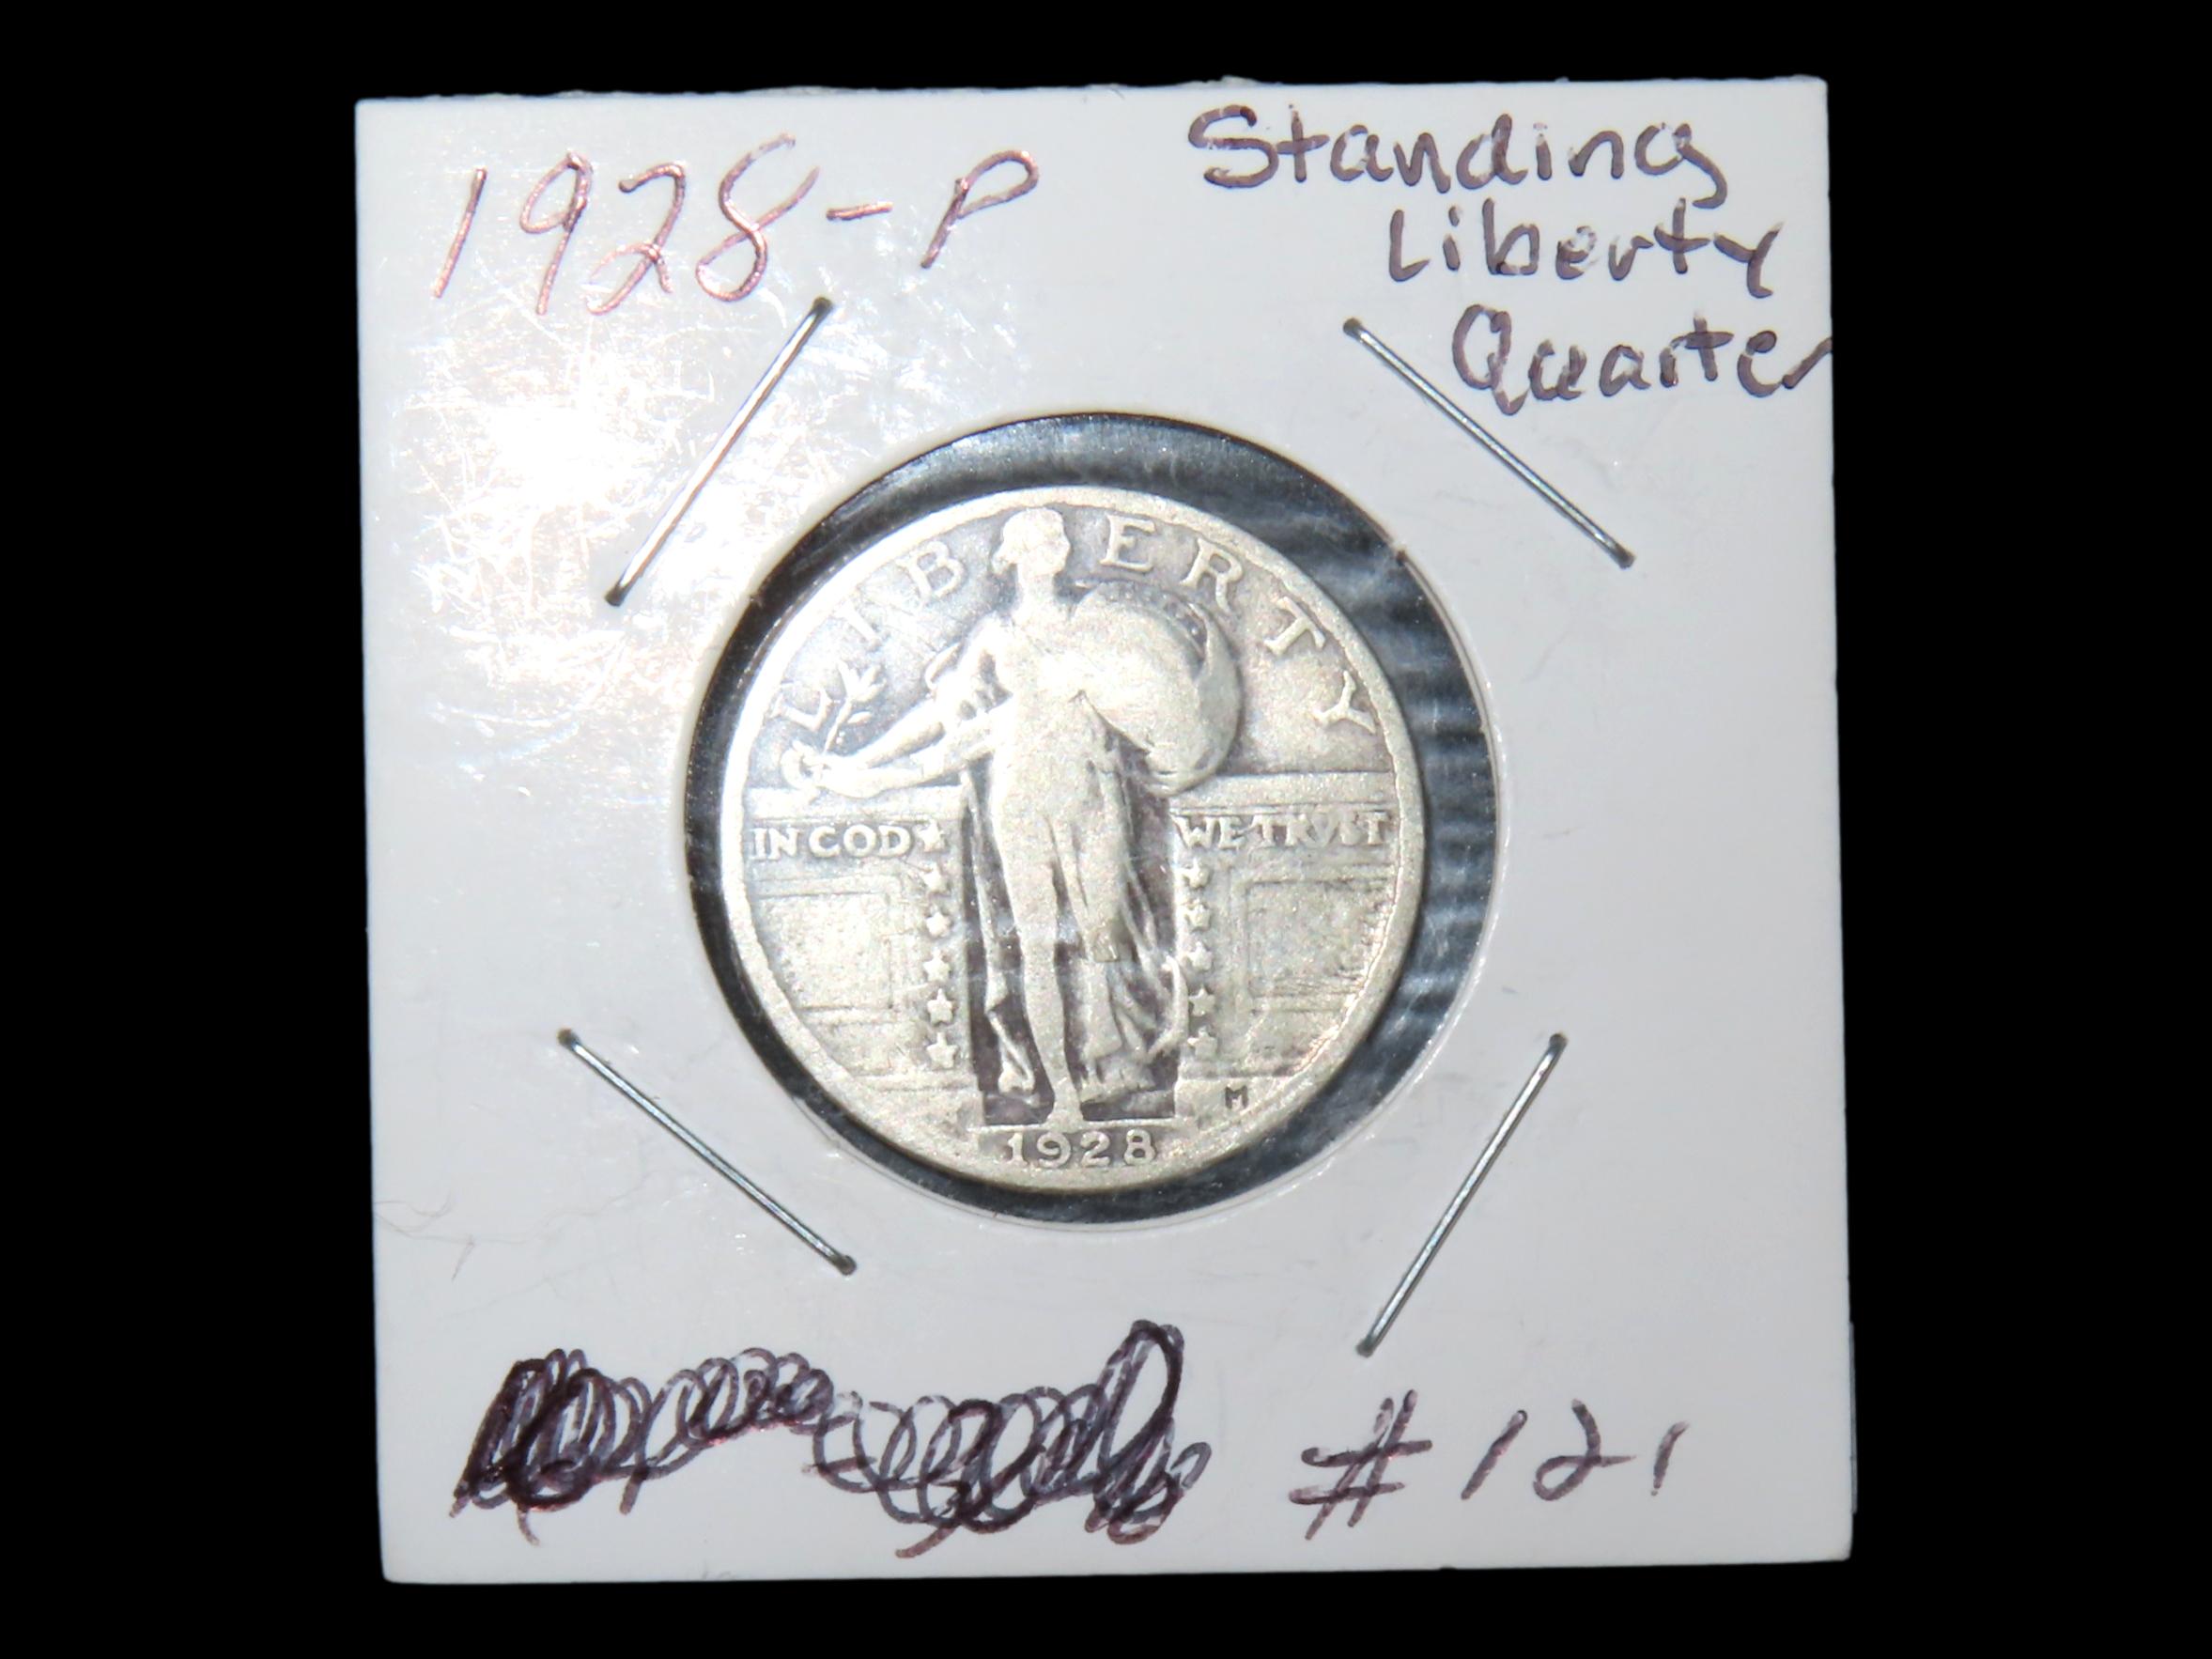 1928-P
Standing
Liberty
Quarter
LIBERTY
IN GOD WE TRUST
M
1928
#121